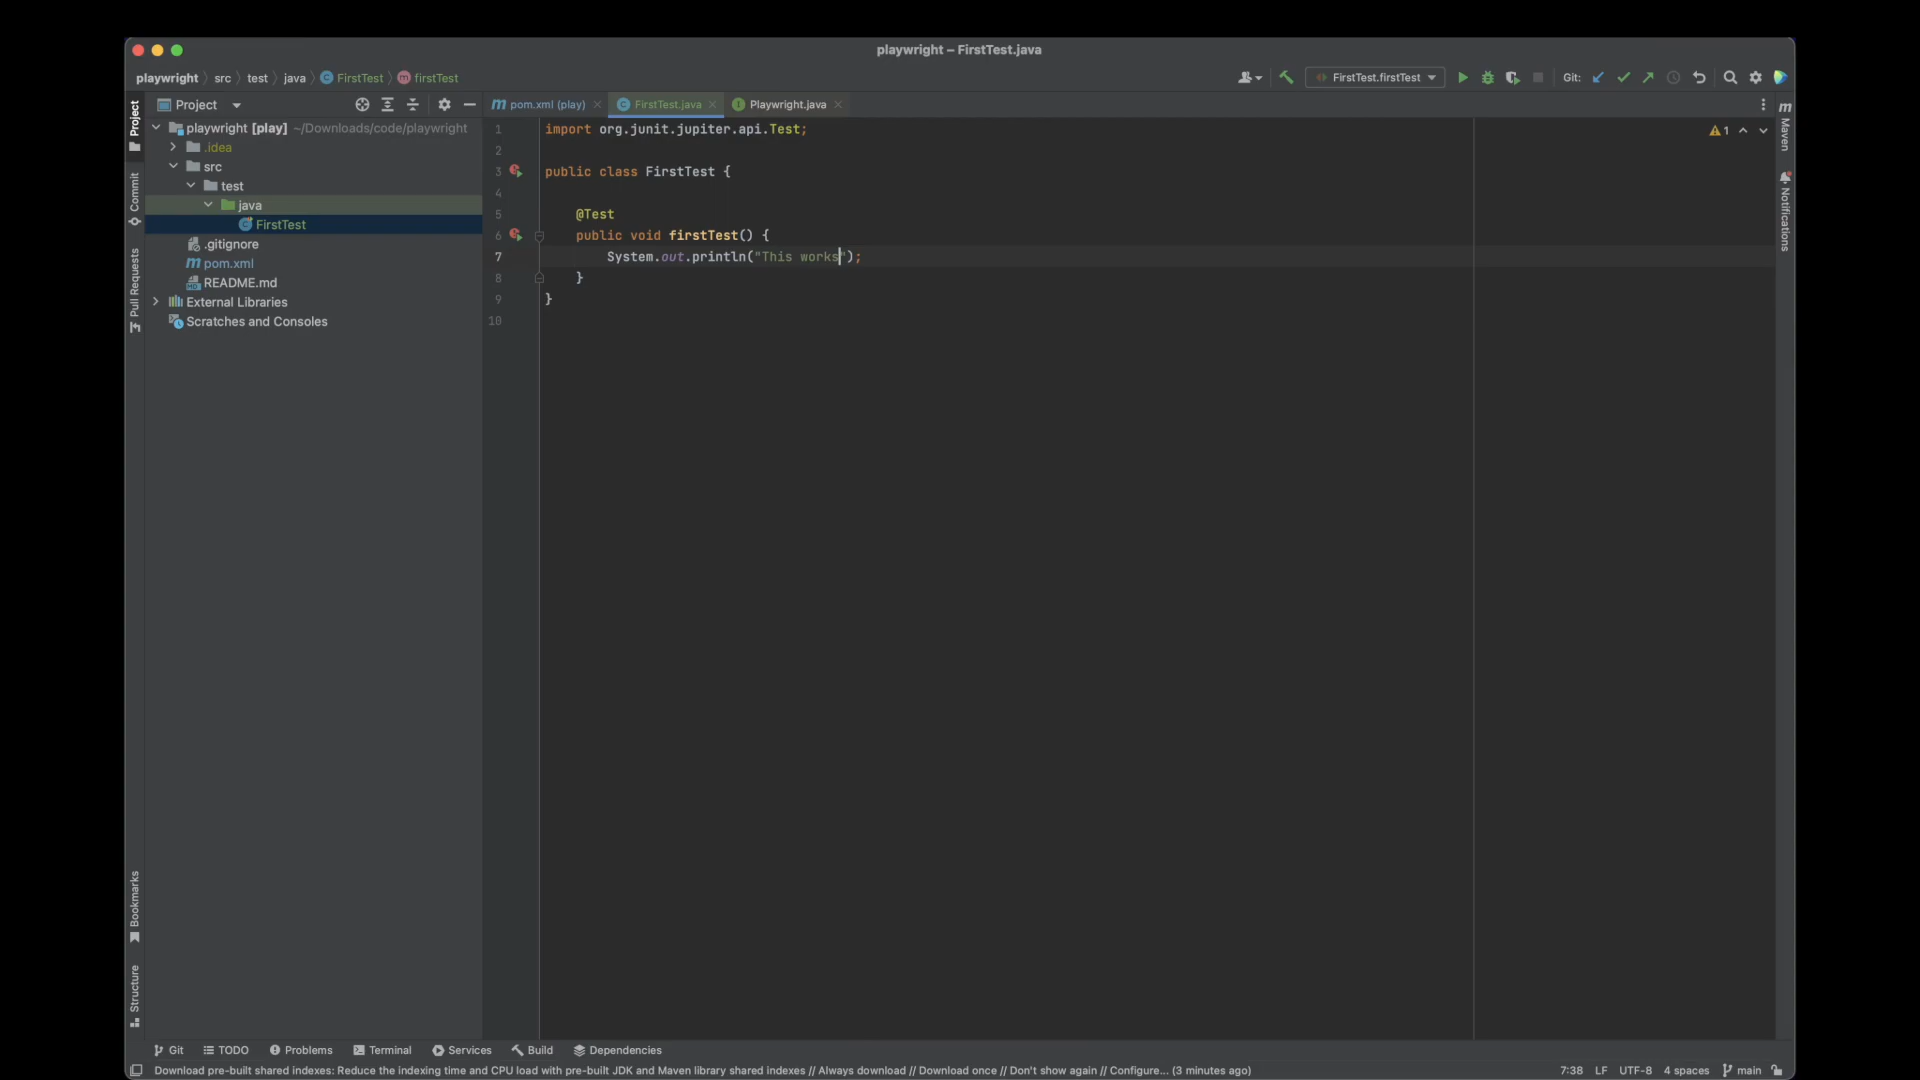 playwright – FirstTest.java
playwright src test java FirstTest firstTest
FirstTest.firstTest
Git:
Project
pom.xml (play)
FirstTest.java
Playwright.java
Project
Commit
Pull Requests
Bookmarks
Structure
playwright [play] ~/Downloads/code/playwright
.idea
src
test
java
FirstTest
.gitignore
pom.xml
README.md
External Libraries
Scratches and Consoles
1 import org.junit.jupiter.api.Test;
2
3 public class FirstTest {
4
5 @Test
6 public void firstTest() {
7 System.out.println("This works");
8 }
9 }
10
1
Maven
Notifications
Git TODO Problems Terminal Services Build Dependencies
Download pre-built shared indexes: Reduce the indexing time and CPU load with pre-built JDK and Maven library shared indexes // Always download // Download once // Don't show again // Configure... (3 minutes ago)
7:38 LF UTF-8 4 spaces main